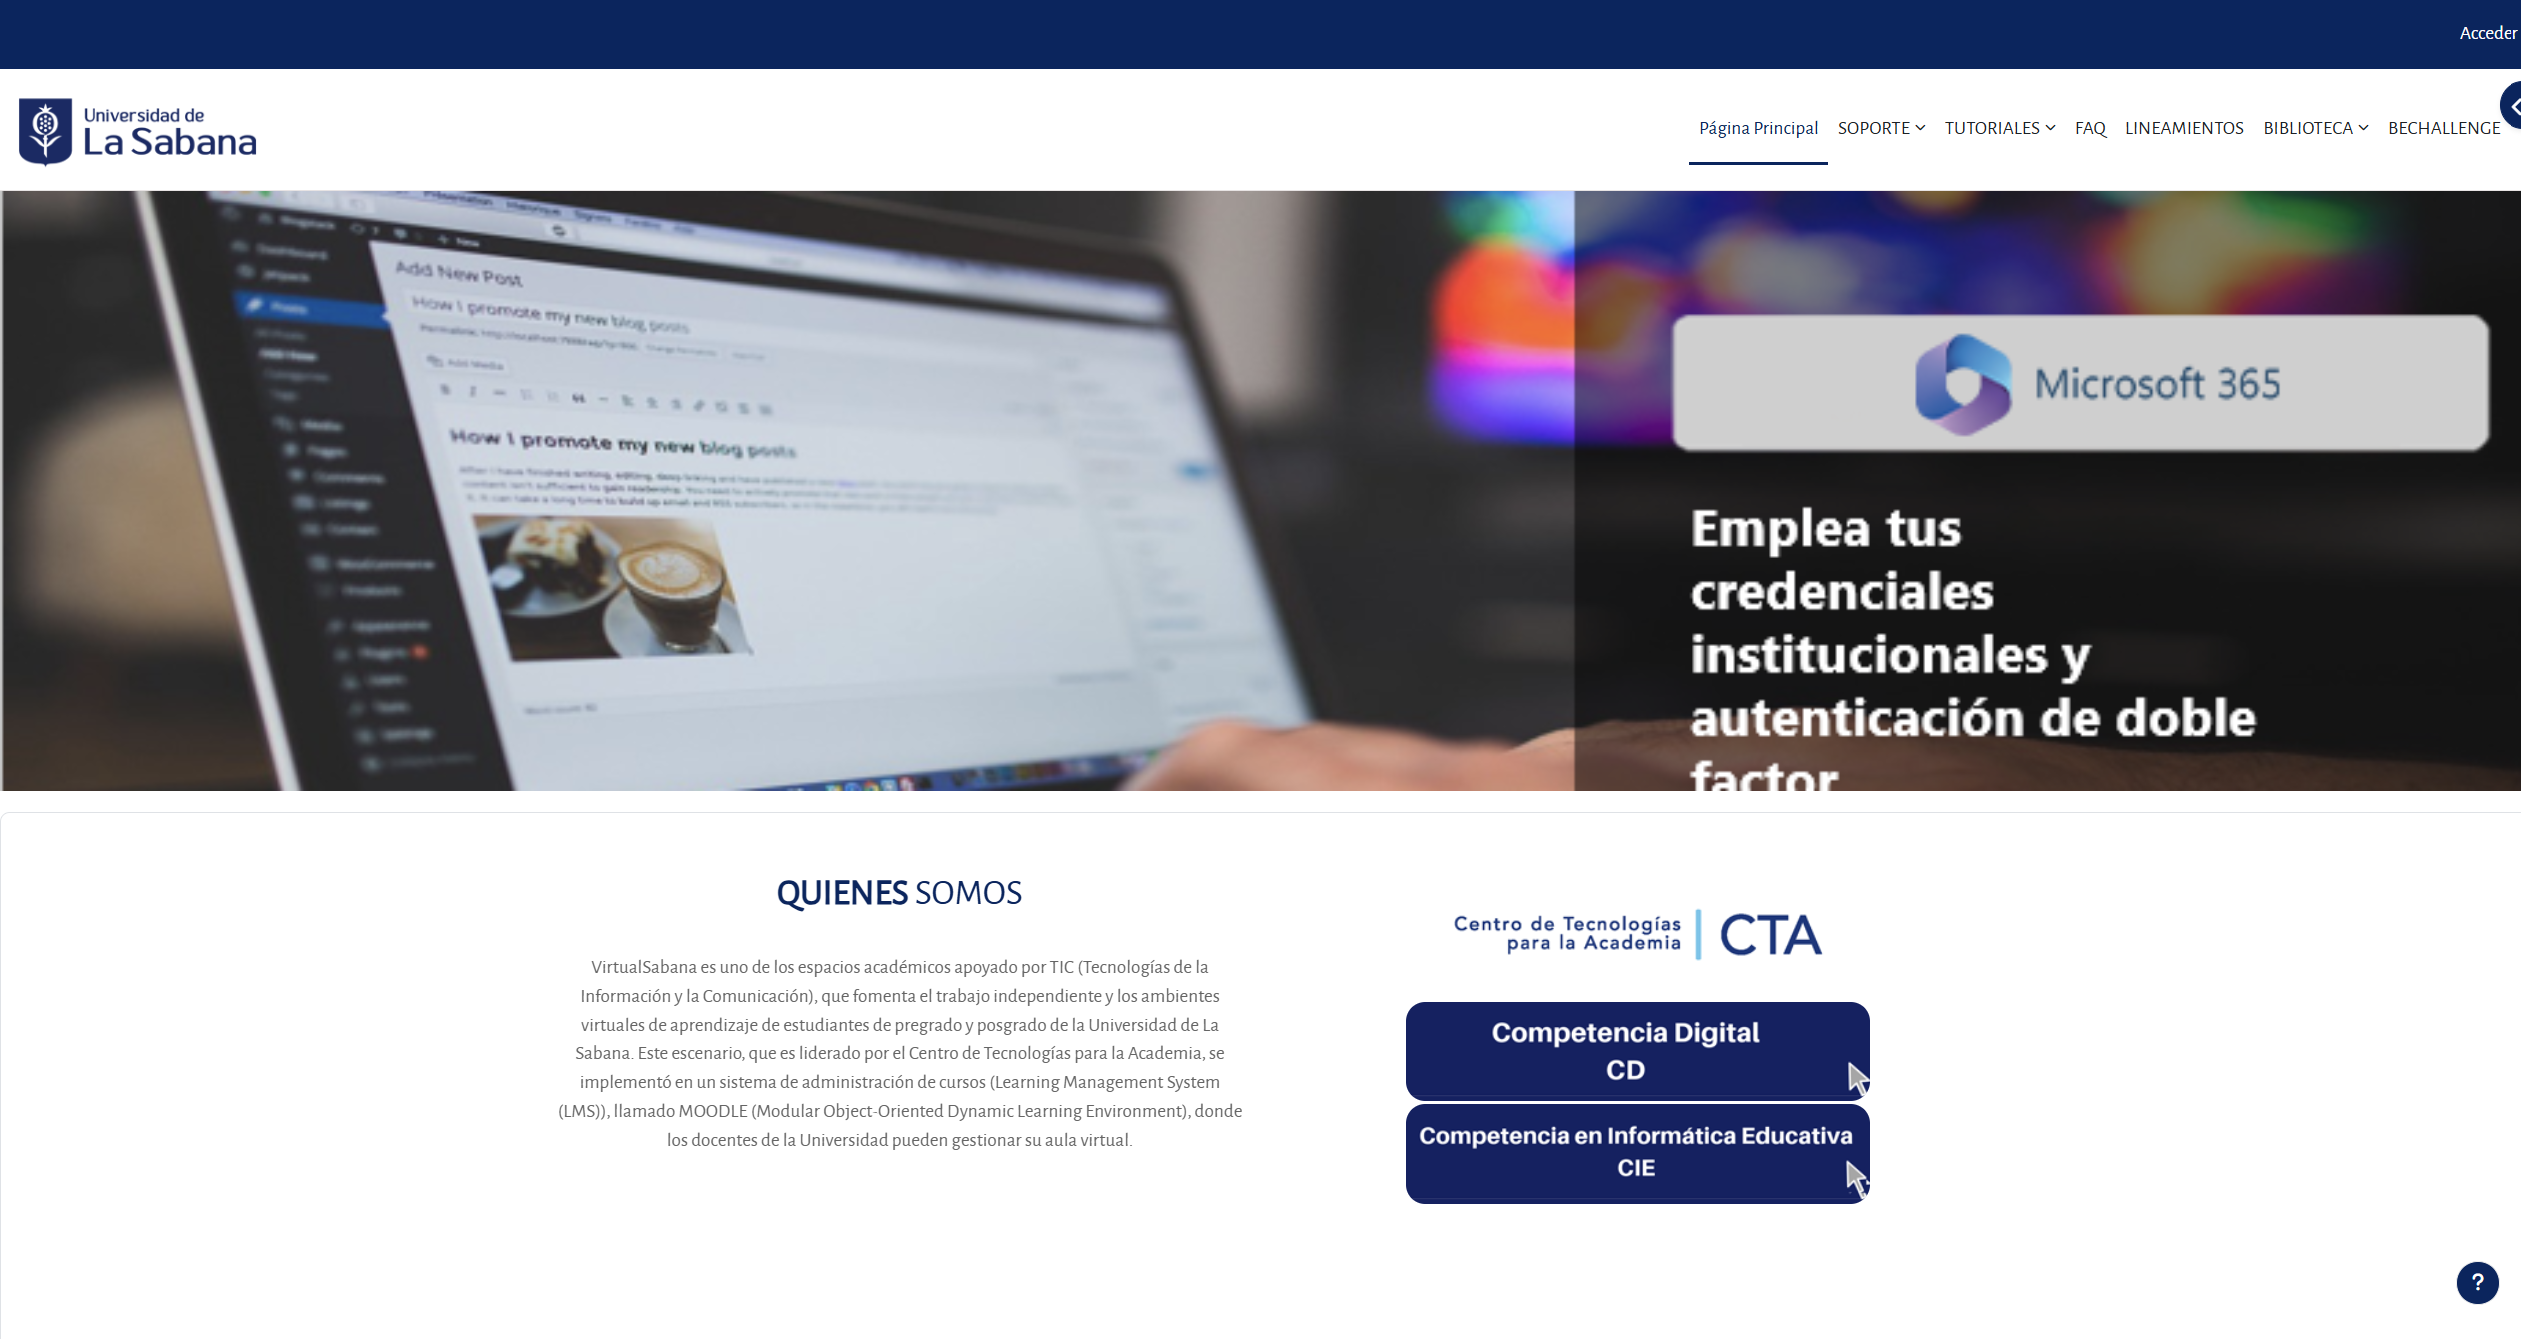 Acceder
Universidad de
La Sabana
Página Principal SOPORTE TUTORIALES FAQ LINEAMIENTOS BIBLIOTECA BECHALLENGE
Add New Post
How I promote my new blog posts
Add Media
How I promote my new blog posts
Microsoft 365
Emplea tus
credenciales
institucionales y
autenticación de doble
factor
QUIENES SOMOS
VirtualSabana es uno de los espacios académicos apoyado por TIC (Tecnologías de la
Información y la Comunicación), que fomenta el trabajo independiente y los ambientes
virtuales de aprendizaje de estudiantes de pregrado y posgrado de la Universidad de La
Sabana. Este escenario, que es liderado por el Centro de Tecnologías para la Academia, se
implementó en un sistema de administración de cursos (Learning Management System
(LMS)), llamado MOODLE (Modular Object-Oriented Dynamic Learning Environment), donde
los docentes de la Universidad pueden gestionar su aula virtual.
Centro de Tecnologías
para la Academia
CTA
Competencia Digital
CD
Competencia en Informática Educativa
CIE
?